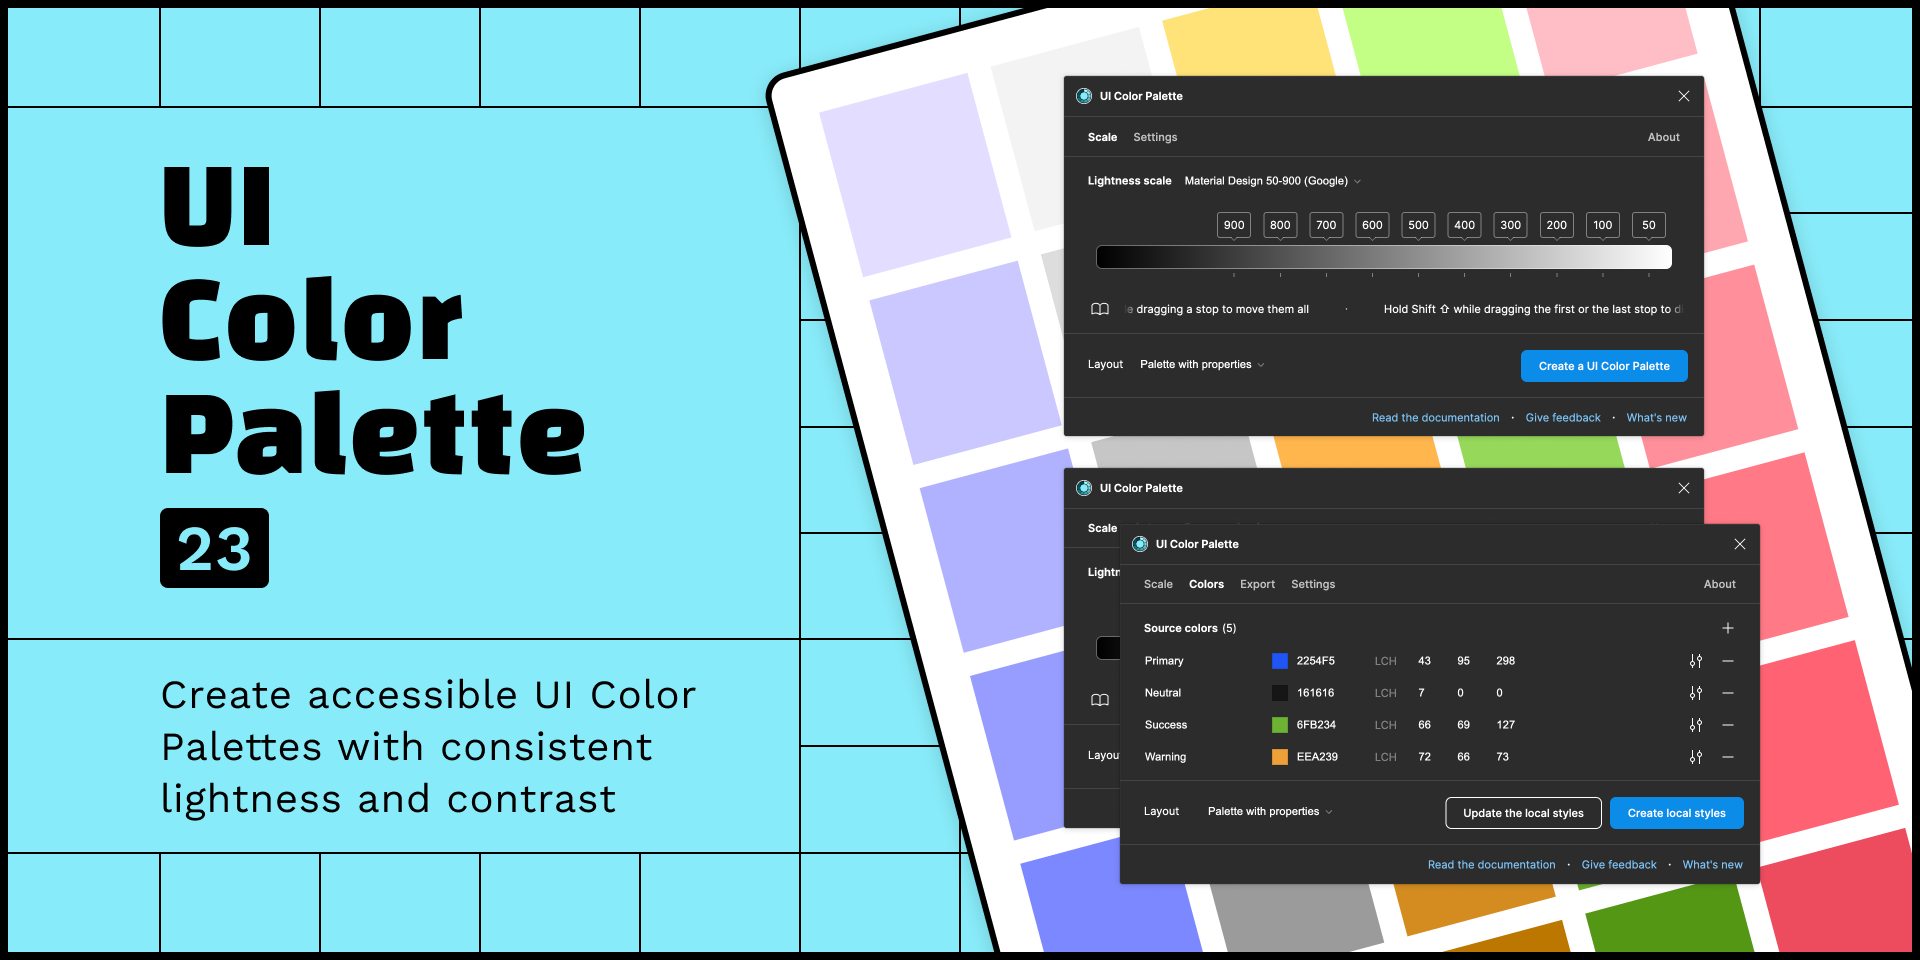 UI
Color
Palette
23
Create accessible UI Color
Palettes with consistent
lightness and contrast
UI Color Palette
Scale Settings About
Lightness scale Material Design 50-900 (Google)
900 800 700 600 500 400 300 200 100 50
e dragging a stop to move them all · Hold Shift ⇧ while dragging the first or the last stop to d
Layout Palette with properties Create a UI Color Palette
Read the documentation · Give feedback · What's new
UI Color Palette
Scale
Lightn
Layou
UI Color Palette
Scale Colors Export Settings About
Source colors (5)
Primary 2254F5 LCH 43 95 298
Neutral 161616 LCH 7 0 0
Success 6FB234 LCH 66 69 127
Warning EEA239 LCH 72 66 73
Layout Palette with properties Update the local styles Create local styles
Read the documentation · Give feedback · What's new